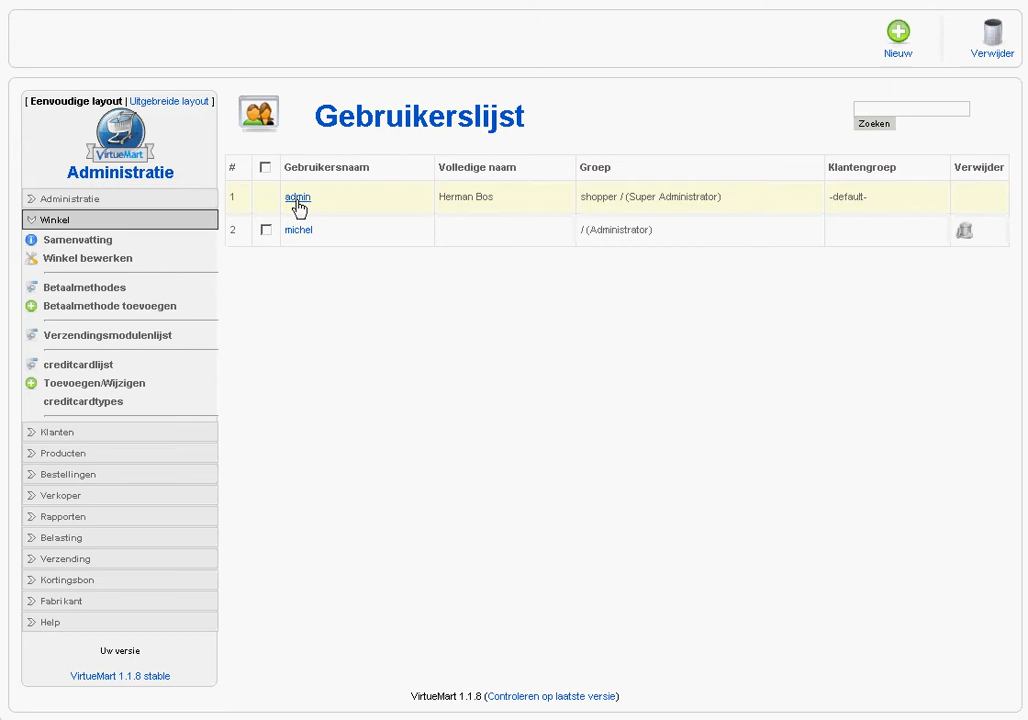 Nieuw
Verwijder
[ Eenvoudige layout | Uitgebreide layout ]
VirtueMart
Administratie
Administratie
Winkel
Samenvatting
Winkel bewerken
Betaalmethodes
Betaalmethode toevoegen
Verzendingsmodulenlijst
creditcardlijst
Toevoegen/Wijzigen
creditcardtypes
Klanten
Producten
Bestellingen
Verkoper
Rapporten
Belasting
Verzending
Kortingsbon
Fabrikant
Help
Uw versie
VirtueMart 1.1.8 stable
Gebruikerslijst
Zoeken
# Gebruikersnaam Volledige naam Groep Klantengroep Verwijder
1 admin Herman Bos shopper / (Super Administrator) -default-
2 michel / (Administrator)
VirtueMart 1.1.8 (Controleren op laatste versie)